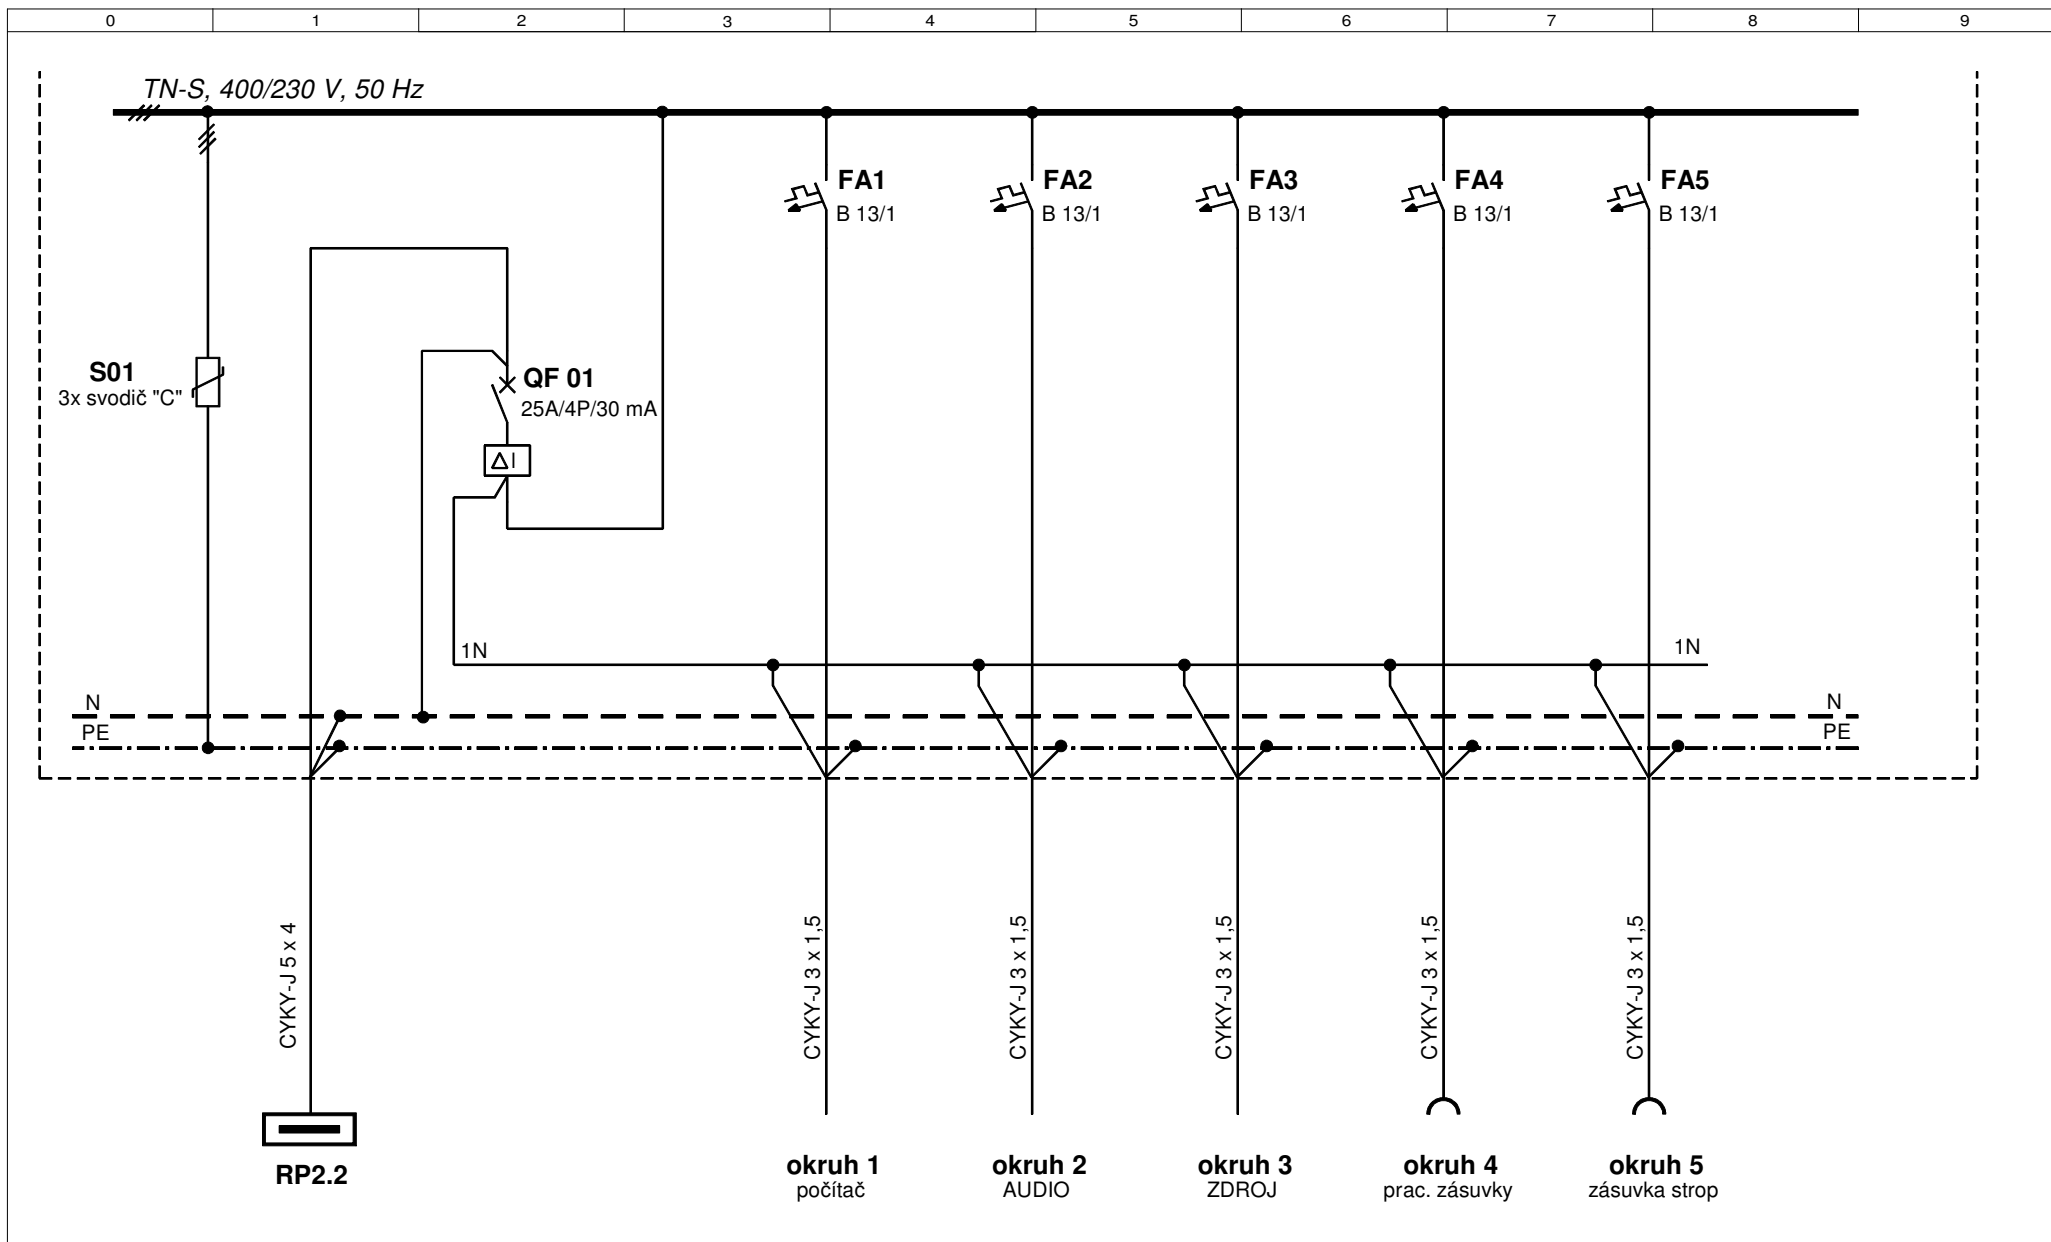 0 1 2 3 4 5 6 7 8 9
TN-S, 400/230 V, 50 Hz
FA1 FA2 FA3 FA4 FA5
B 13/1 B 13/1 B 13/1 B 13/1 B 13/1
S01
3x svodič "C"
QF 01
25A/4P/30 mA
Δ I
1N 1N
N N
PE PE
CYKY-J 5 x 4
CYKY-J 3 x 1,5
CYKY-J 3 x 1,5
CYKY-J 3 x 1,5
CYKY-J 3 x 1,5
CYKY-J 3 x 1,5
RP2.2
okruh 1 okruh 2 okruh 3 okruh 4 okruh 5
počítač AUDIO ZDROJ prac. zásuvky zásuvka strop